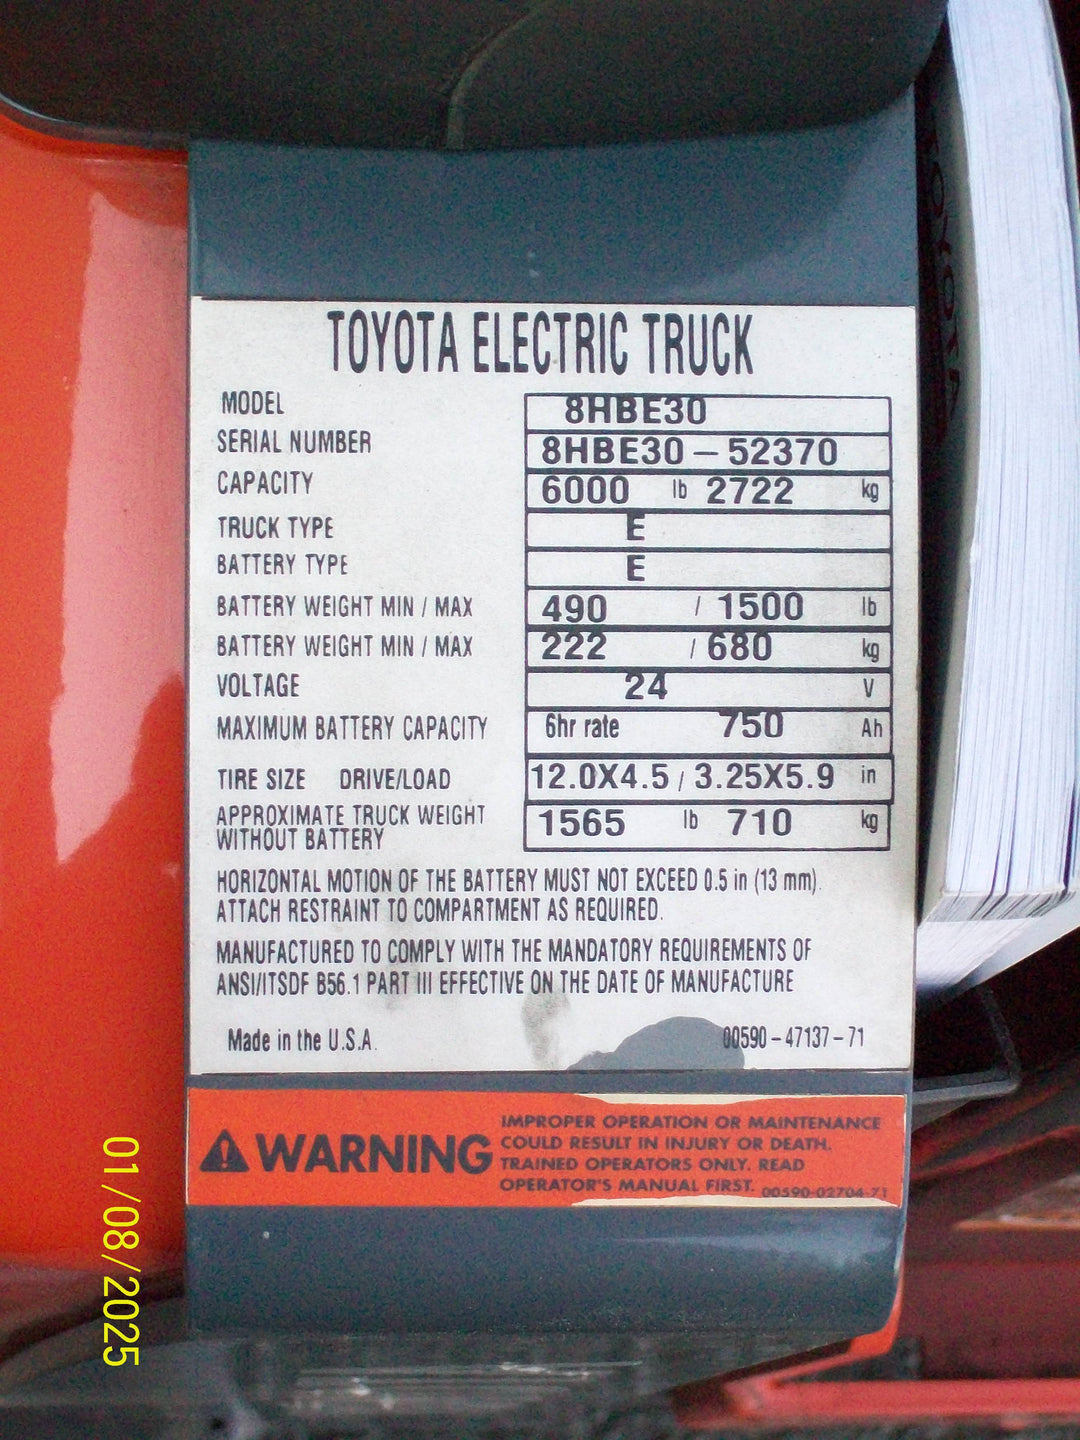 TOYOTA ELECTRIC TRUCK
MODEL 8HBE30
SERIAL NUMBER 8HBE30 – 52370
CAPACITY 6000 lb 2722 kg
TRUCK TYPE E
BATTERY TYPE E
BATTERY WEIGHT MIN / MAX 490 / 1500 lb
BATTERY WEIGHT MIN / MAX 222 / 680 kg
VOLTAGE 24 V
MAXIMUM BATTERY CAPACITY 6hr rate 750 Ah
TIRE SIZE DRIVE/LOAD 12.0X4.5 / 3.25X5.9 in
APPROXIMATE TRUCK WEIGHT
WITHOUT BATTERY 1565 lb 710 kg
HORIZONTAL MOTION OF THE BATTERY MUST NOT EXCEED 0.5 in (13 mm).
ATTACH RESTRAINT TO COMPARTMENT AS REQUIRED.
MANUFACTURED TO COMPLY WITH THE MANDATORY REQUIREMENTS OF
ANSI/ITSDF B56.1 PART III EFFECTIVE ON THE DATE OF MANUFACTURE
Made in the U.S.A. 00590 – 47137 – 71
WARNING
IMPROPER OPERATION OR MAINTENANCE
COULD RESULT IN INJURY OR DEATH.
TRAINED OPERATORS ONLY. READ
OPERATOR'S MANUAL FIRST. 00590-02704-71
TOYOTA
01/08/2025